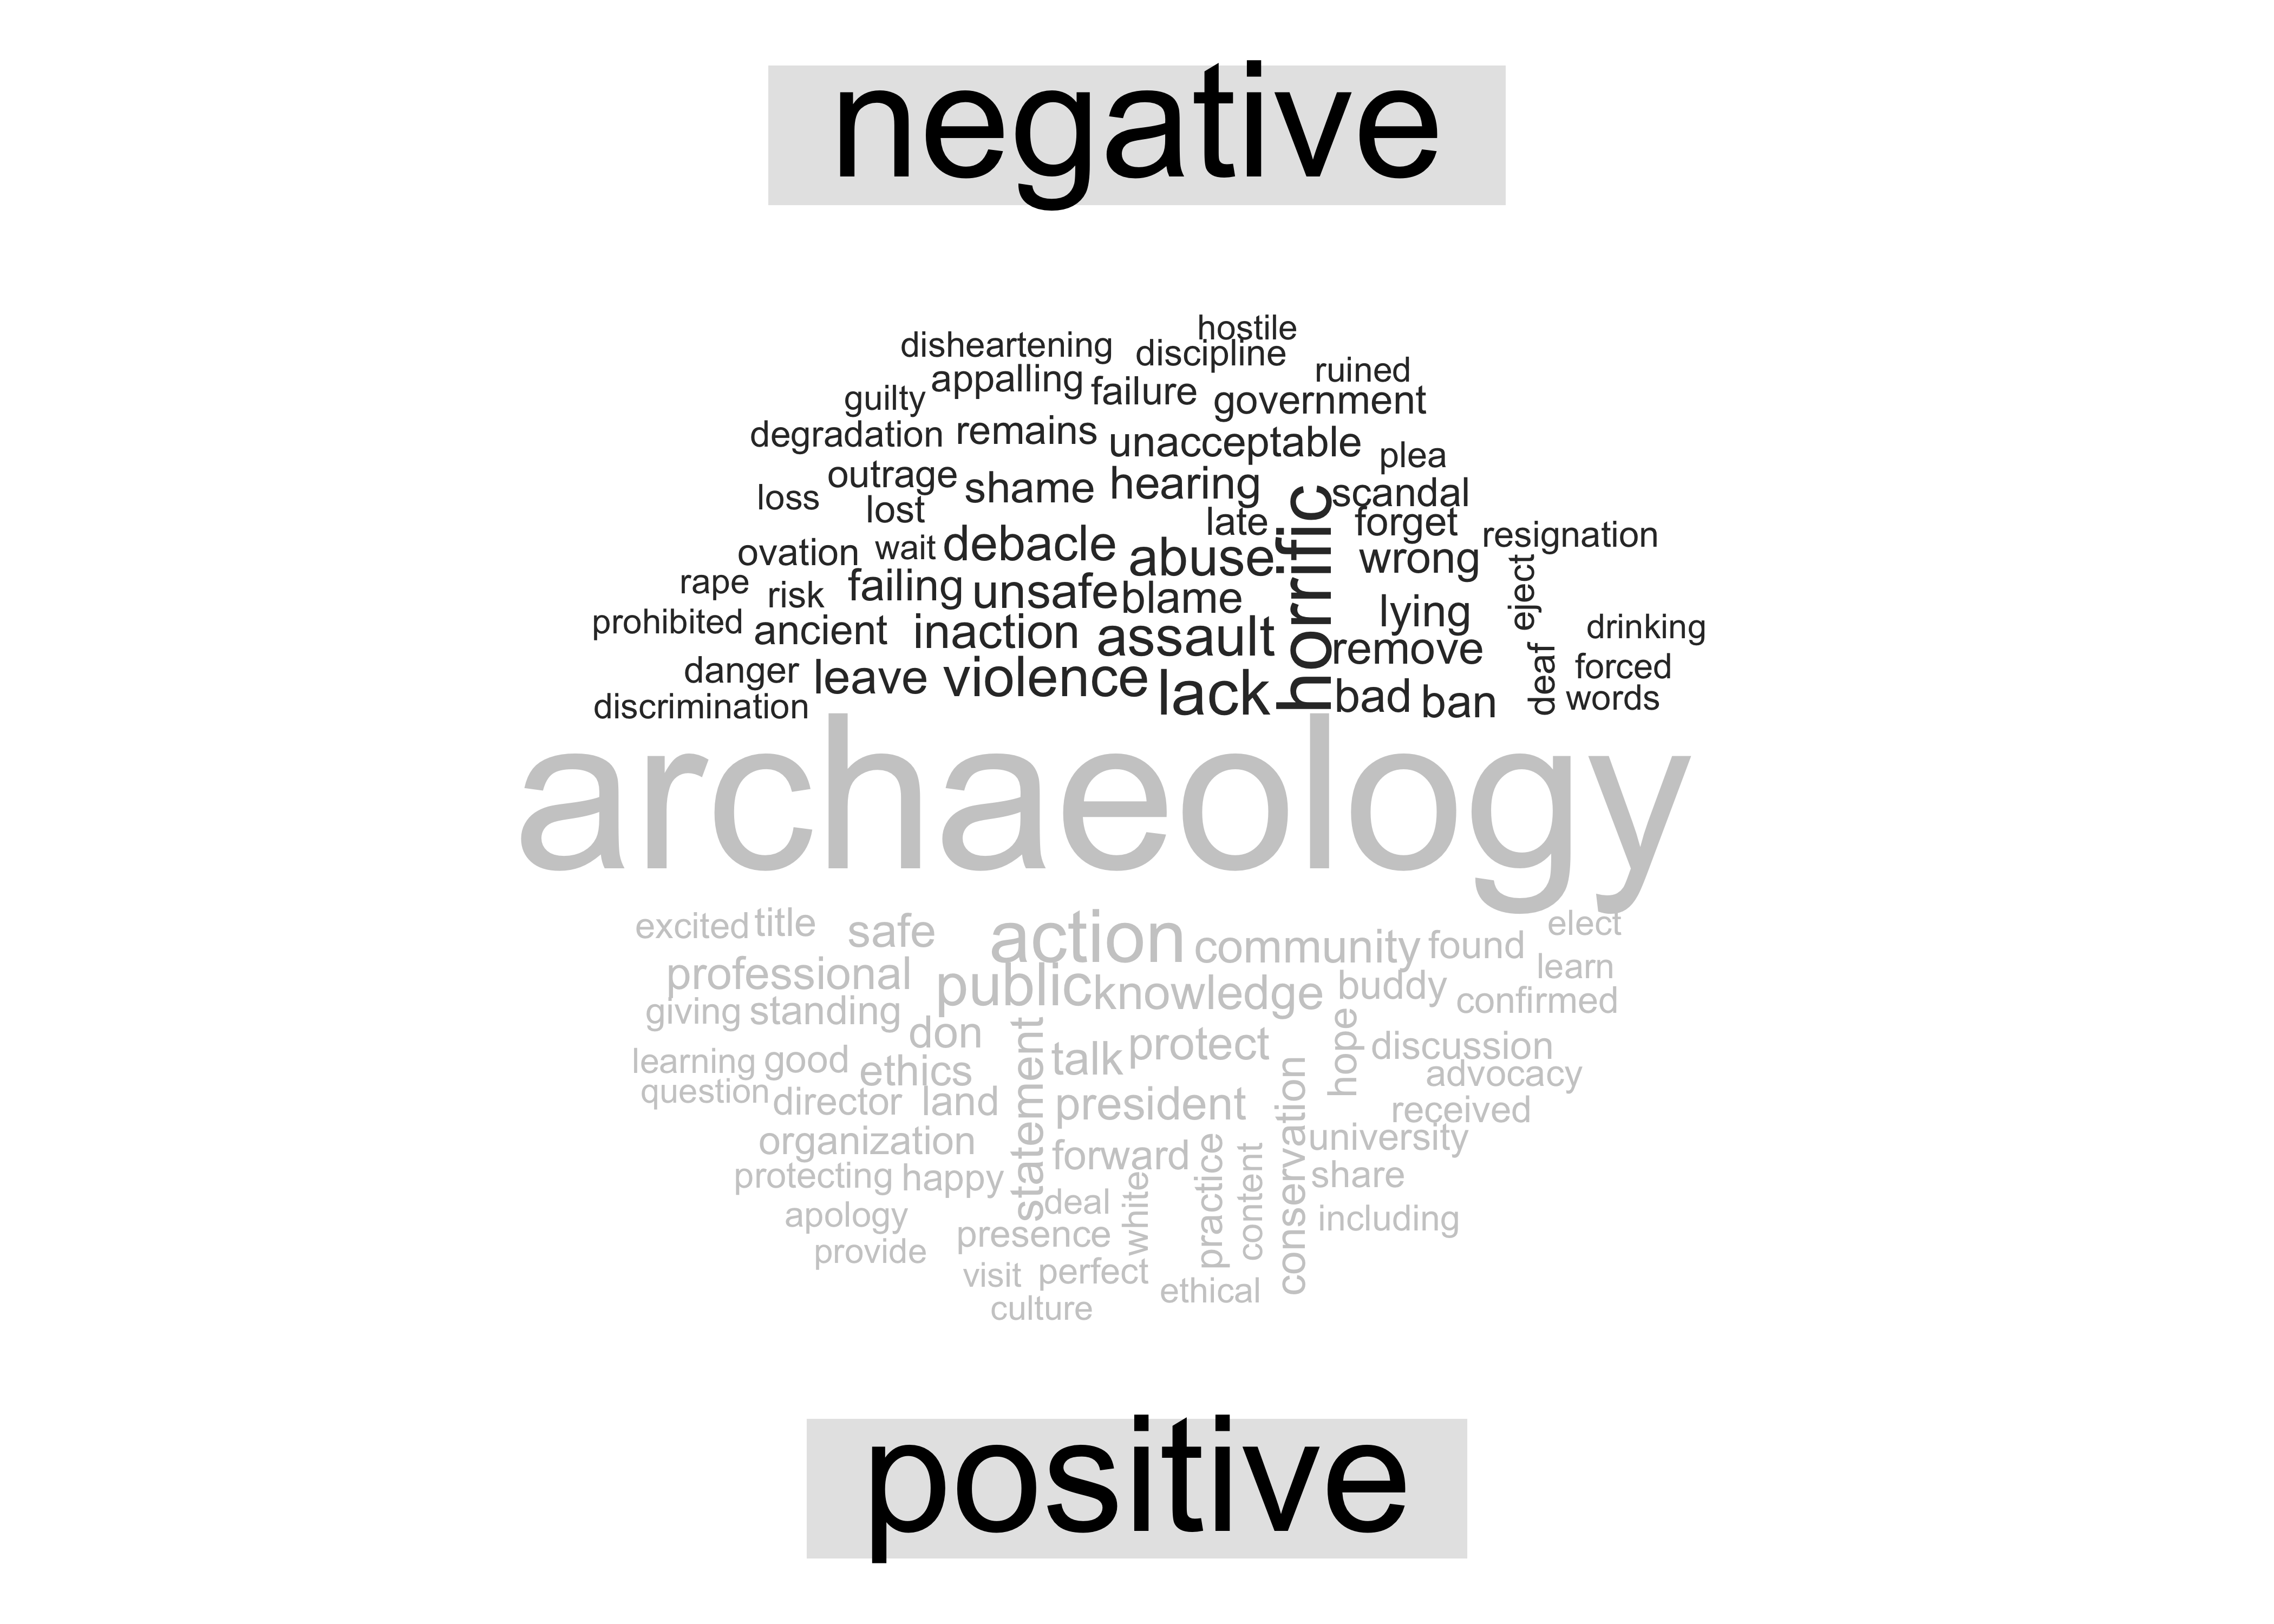 negative
hostile
disheartening discipline
ruined
appalling failure
guilty government
degradation remains unacceptable plea
outrage shame hearing scandal
loss lost late forget resignation
horrific
ovation wait debacle abuse wrong
eject
rape risk failing unsafe blame lying
prohibited ancient inaction assault remove drinking
danger leave violence forced
deaf
discrimination lack bad ban words
archaeology
excited title safe action community found elect
professional public knowledge buddy learn
giving standing confirmed
don talk protect hope discussion
statement
learning good ethics advocacy
question director land president received
conservation
organization forward university
protecting happy practice content share
white
apology deal including
presence
provide visit perfect ethical
culture
positive